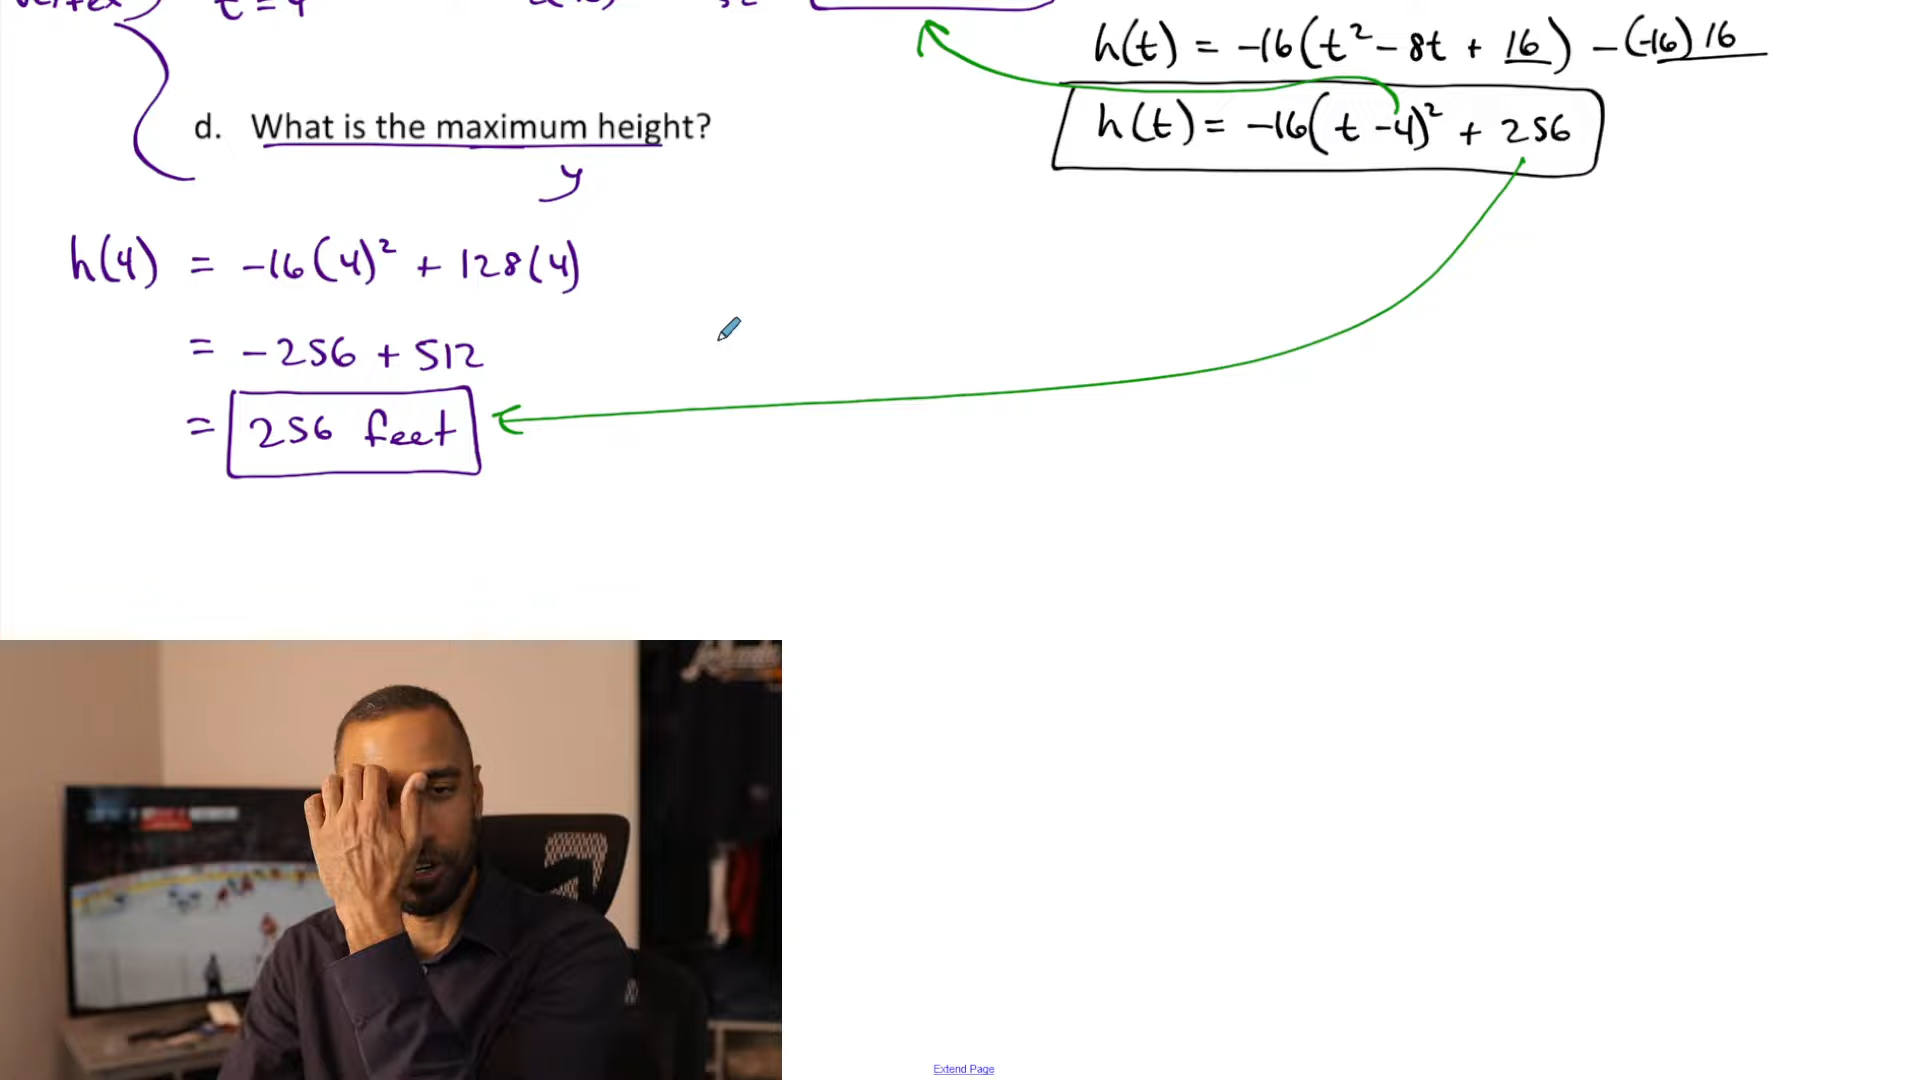 t = 4
h(t) = -16(t² - 8t + 16) - (-16)16
h(t) = -16(t - 4)² + 256
d. What is the maximum height?
y
h(4) = -16(4)² + 128(4)
= -256 + 512
= 256 feet
Extend Page